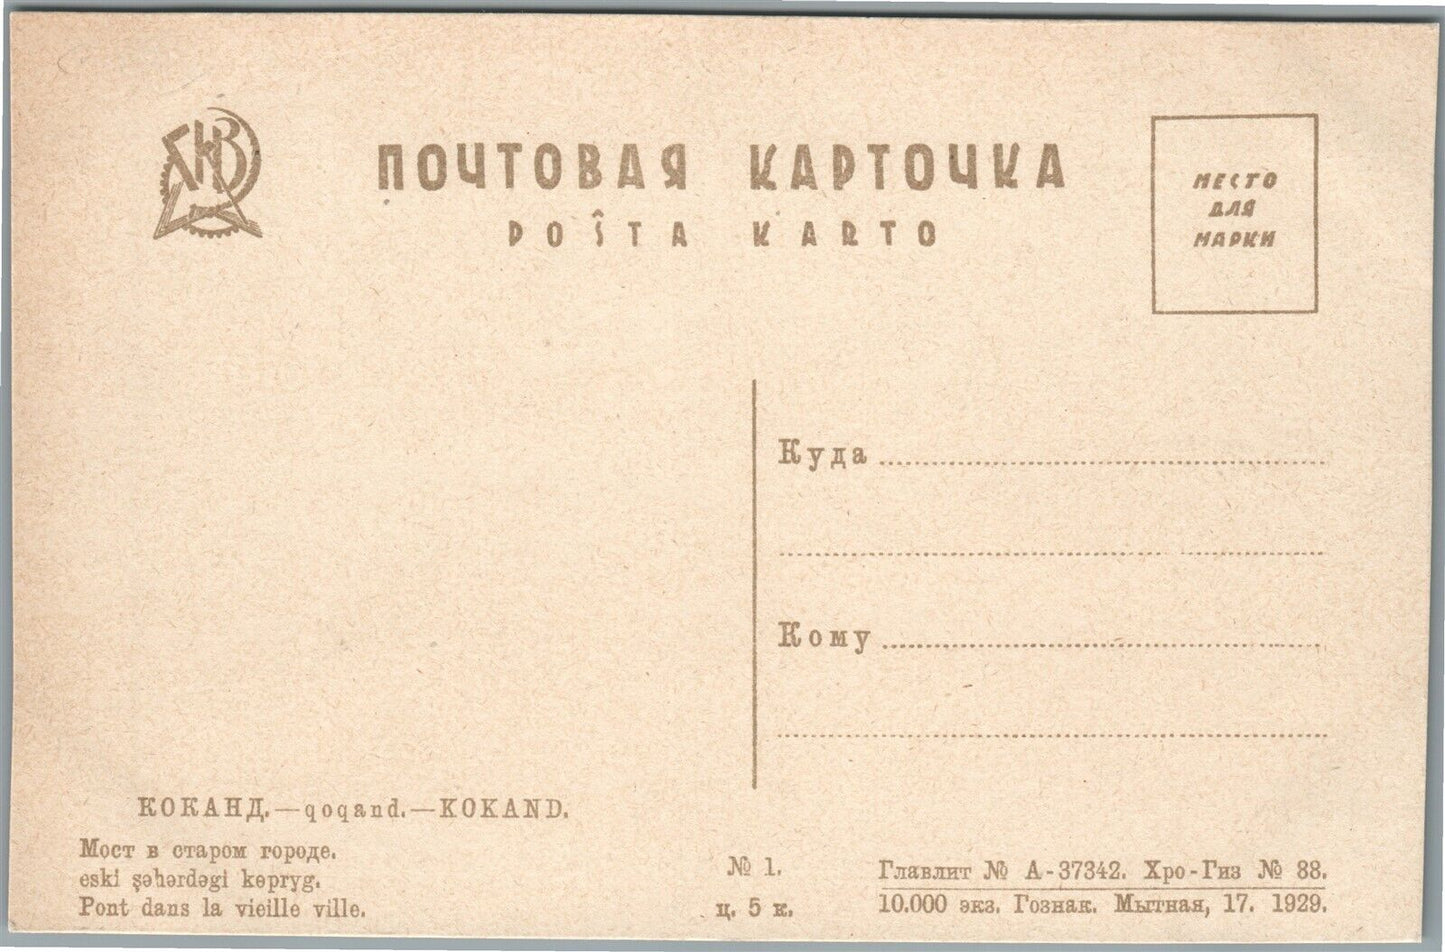 ПОЧТОВАЯ КАРТОЧКА
POŜTA KARTO
МЕСТО
ДЛЯ
МАРКИ
Куда
Кому
КОКАНД.—qoqand.—KOKAND.
Мост в старом городе.
eski şəhərdəgi kɵpryg.
Pont dans la vieille ville.
№ 1.
ц. 5 к.
Главлит № А-37342. Хро-Гиз № 88.
10.000 экз. Гознак. Мытная, 17. 1929.